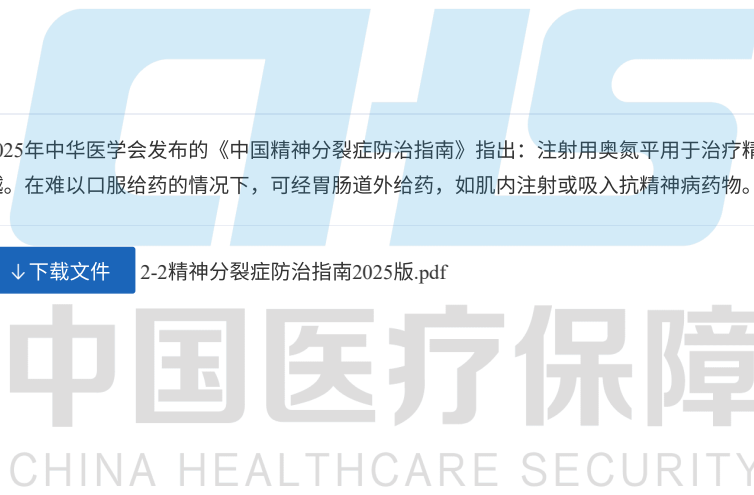 025年中华医学会发布的《中国精神分裂症防治指南》指出：注射用奥氮平用于治疗精
。在难以口服给药的情况下，可经胃肠道外给药，如肌内注射或吸入抗精神病药物。
↓下载文件 2-2精神分裂症防治指南2025版.pdf
CHS
中国医疗保障
CHINA HEALTHCARE SECURITY